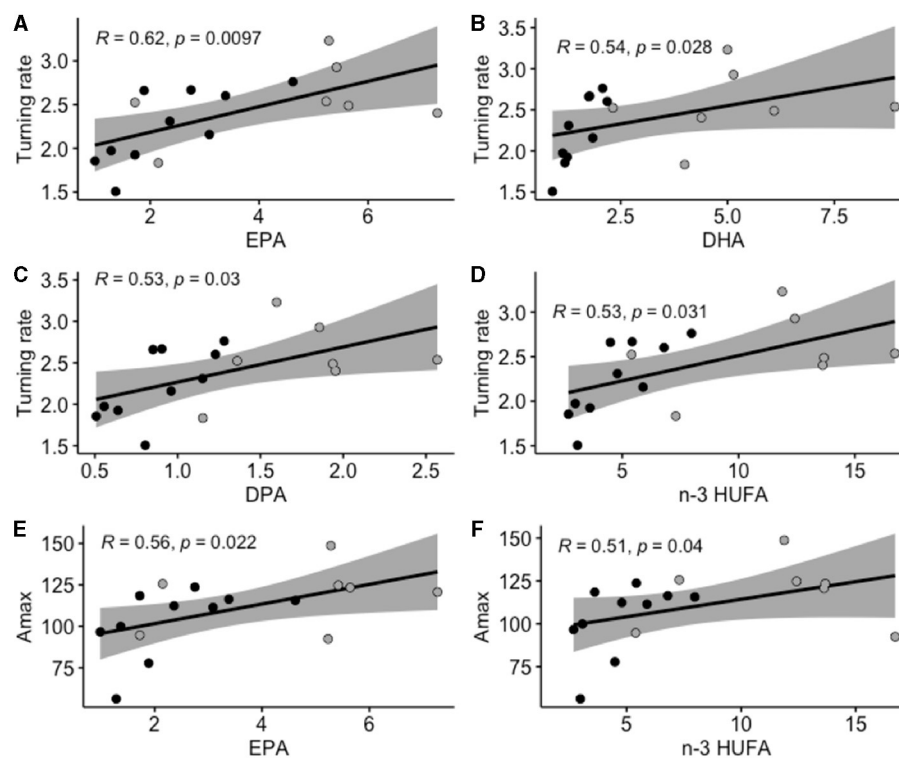 A
R = 0.62, p = 0.0097
Turning rate
3.0
2.5
2.0
1.5
2 4 6
EPA
B
R = 0.54, p = 0.028
Turning rate
3.5
3.0
2.5
2.0
1.5
2.5 5.0 7.5
DHA
C
R = 0.53, p = 0.03
Turning rate
3.5
3.0
2.5
2.0
1.5
0.5 1.0 1.5 2.0 2.5
DPA
D
R = 0.53, p = 0.031
Turning rate
3.0
2.5
2.0
1.5
5 10 15
n-3 HUFA
E
R = 0.56, p = 0.022
Amax
150
125
100
75
2 4 6
EPA
F
R = 0.51, p = 0.04
Amax
150
125
100
75
5 10 15
n-3 HUFA